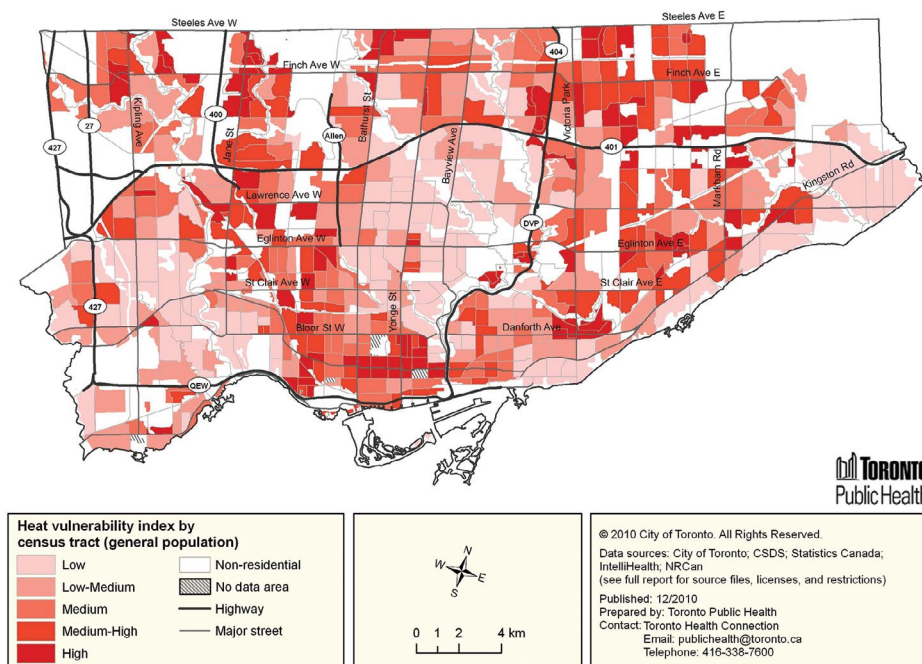 Steeles Ave W
Steeles Ave E
404
Finch Ave W
Finch Ave E
27
Kipling Ave
400
Jane St
Allen
Bathurst St
Bayview Ave
Victoria Park
427
401
Markham Rd
Kingston Rd
Lawrence Ave W
DVP
Eglinton Ave W
Eglinton Ave E
St Clair Ave W
St Clair Ave E
427
Yonge St
Bloor St W
Danforth Ave
QEW
TORONTO
Public Health
Heat vulnerability index by
census tract (general population)
Low
Low-Medium
Medium
Medium-High
High
Non-residential
No data area
Highway
Major street
N
W
E
S
0 1 2 4 km
© 2010 City of Toronto. All Rights Reserved.
Data sources: City of Toronto; CSDS; Statistics Canada;
IntelliHealth; NRCan
(see full report for source files, licenses, and restrictions)
Published: 12/2010
Prepared by: Toronto Public Health
Contact: Toronto Health Connection
Email: publichealth@toronto.ca
Telephone: 416-338-7600